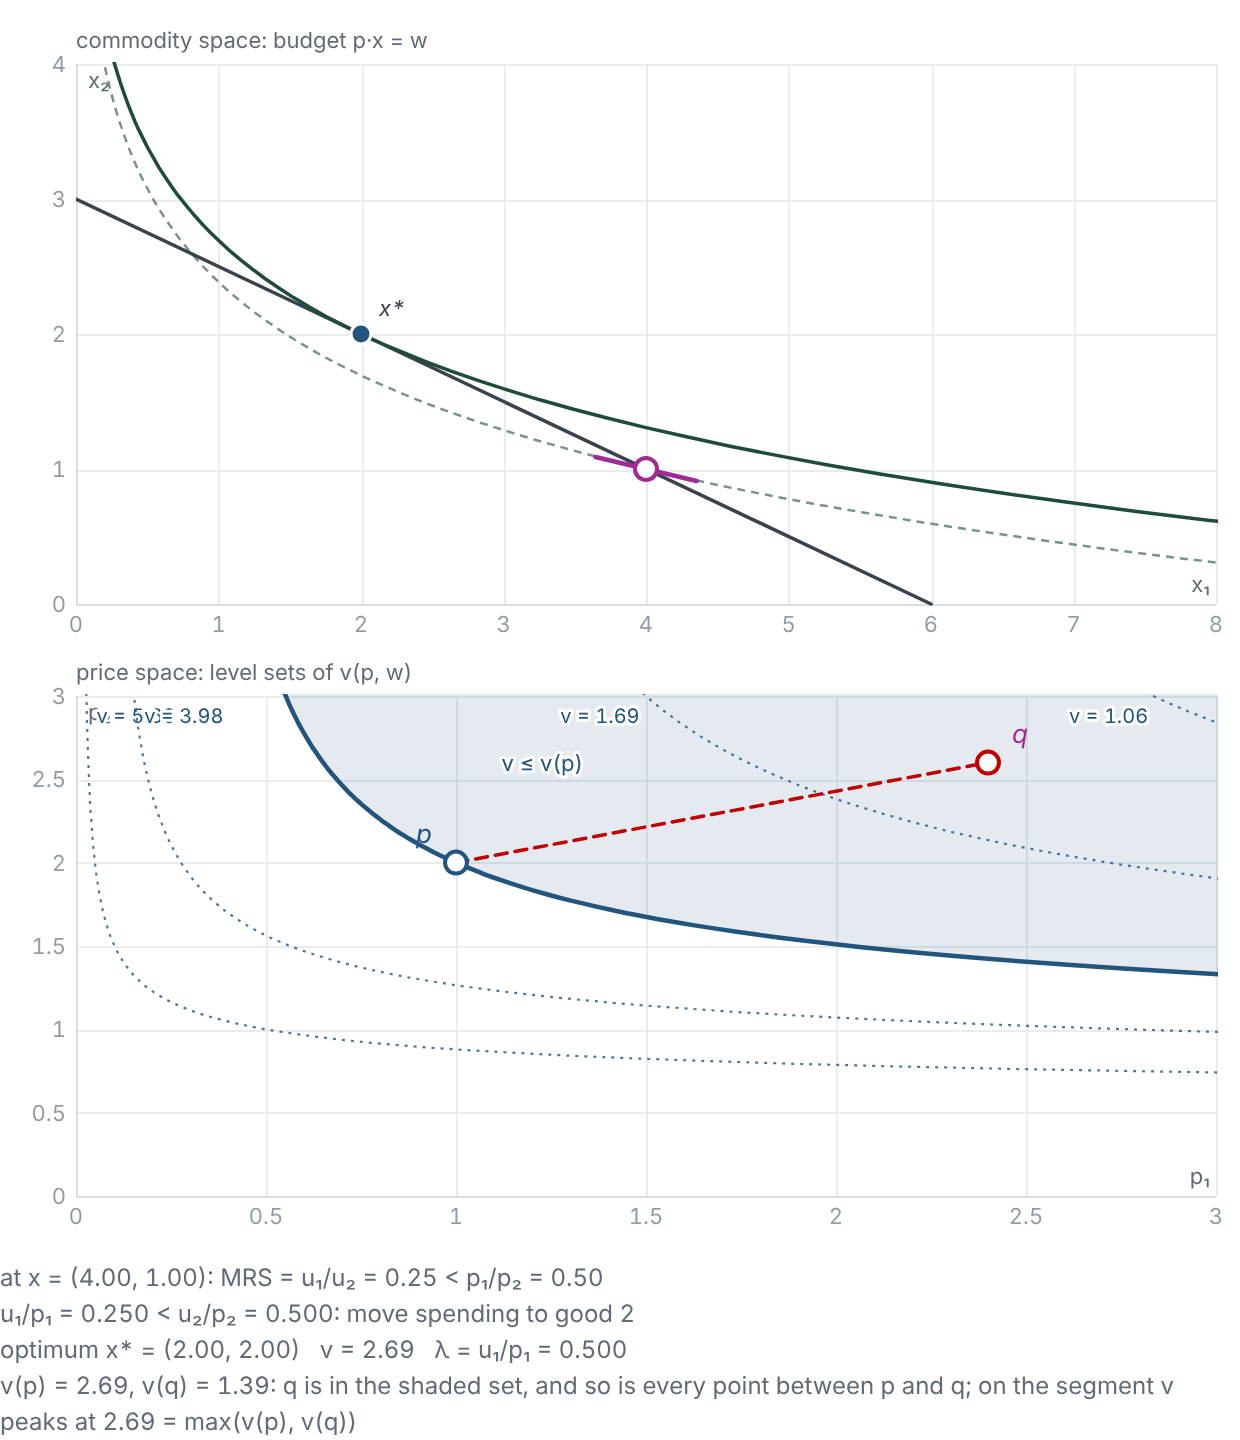 commodity space: budget p·x = w
4
x₂
3
x*
2
1
x₁
0
0 1 2 3 4 5 6 7 8
price space: level sets of v(p, w)
3
v = 3.98
v = 1.69
v = 1.06
q
v ≤ v(p)
2.5
p
2
1.5
1
0.5
p₁
0
0 0.5 1 1.5 2 2.5 3
at x = (4.00, 1.00): MRS = u₁/u₂ = 0.25 < p₁/p₂ = 0.50
u₁/p₁ = 0.250 < u₂/p₂ = 0.500: move spending to good 2
optimum x* = (2.00, 2.00) v = 2.69 λ = u₁/p₁ = 0.500
v(p) = 2.69, v(q) = 1.39: q is in the shaded set, and so is every point between p and q; on the segment v
peaks at 2.69 = max(v(p), v(q))